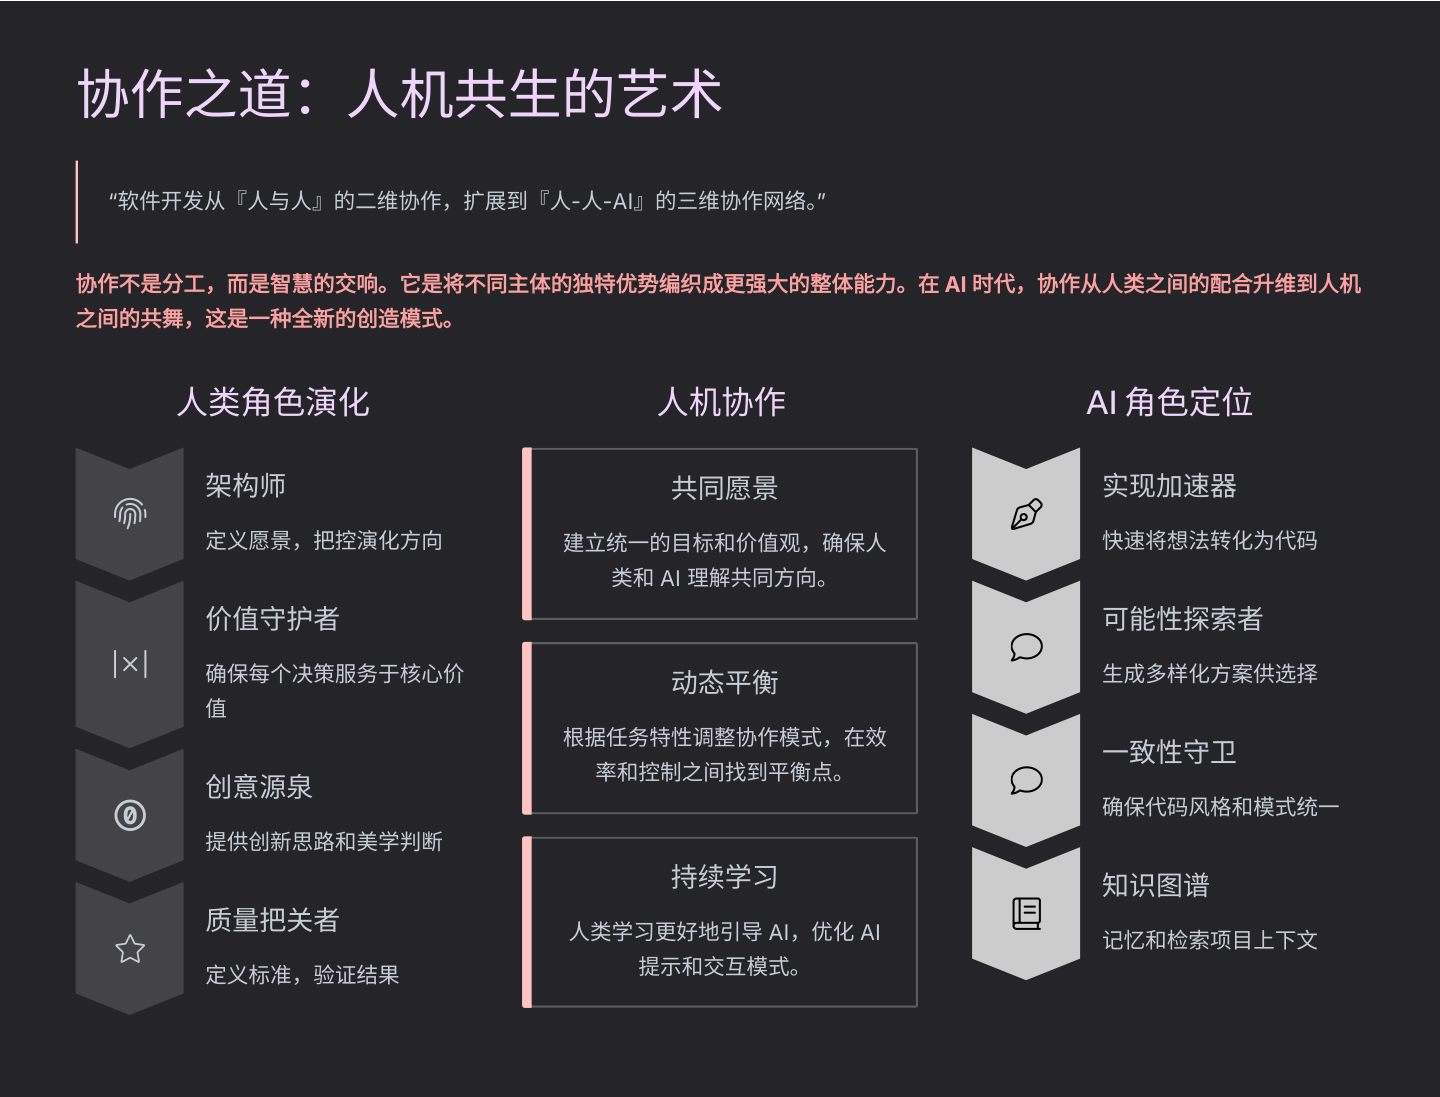 协作之道：人机共生的艺术
“软件开发从『人与人』的二维协作，扩展到『人-人-AI』的三维协作网络。”
协作不是分工，而是智慧的交响。它是将不同主体的独特优势编织成更强大的整体能力。在 AI 时代，协作从人类之间的配合升维到人机
之间的共舞，这是一种全新的创造模式。
人类角色演化
架构师
定义愿景，把控演化方向
价值守护者
确保每个决策服务于核心价
值
创意源泉
提供创新思路和美学判断
质量把关者
定义标准，验证结果
人机协作
共同愿景
建立统一的目标和价值观，确保人
类和 AI 理解共同方向。
动态平衡
根据任务特性调整协作模式，在效
率和控制之间找到平衡点。
持续学习
人类学习更好地引导 AI，优化 AI
提示和交互模式。
AI 角色定位
实现加速器
快速将想法转化为代码
可能性探索者
生成多样化方案供选择
一致性守卫
确保代码风格和模式统一
知识图谱
记忆和检索项目上下文